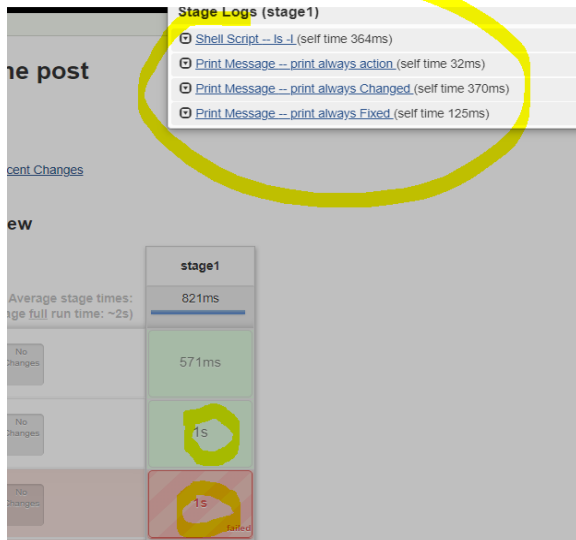 Stage Logs (stage1)
Shell Script -- ls -l (self time 364ms)
Print Message -- print always action (self time 32ms)
Print Message -- print always Changed (self time 370ms)
Print Message -- print always Fixed (self time 125ms)
ne post
cent Changes
ew
stage1
Average stage times:
821ms
age full run time: ~2s)
No
Changes
571ms
No
Changes
1s
No
Changes
1s
failed